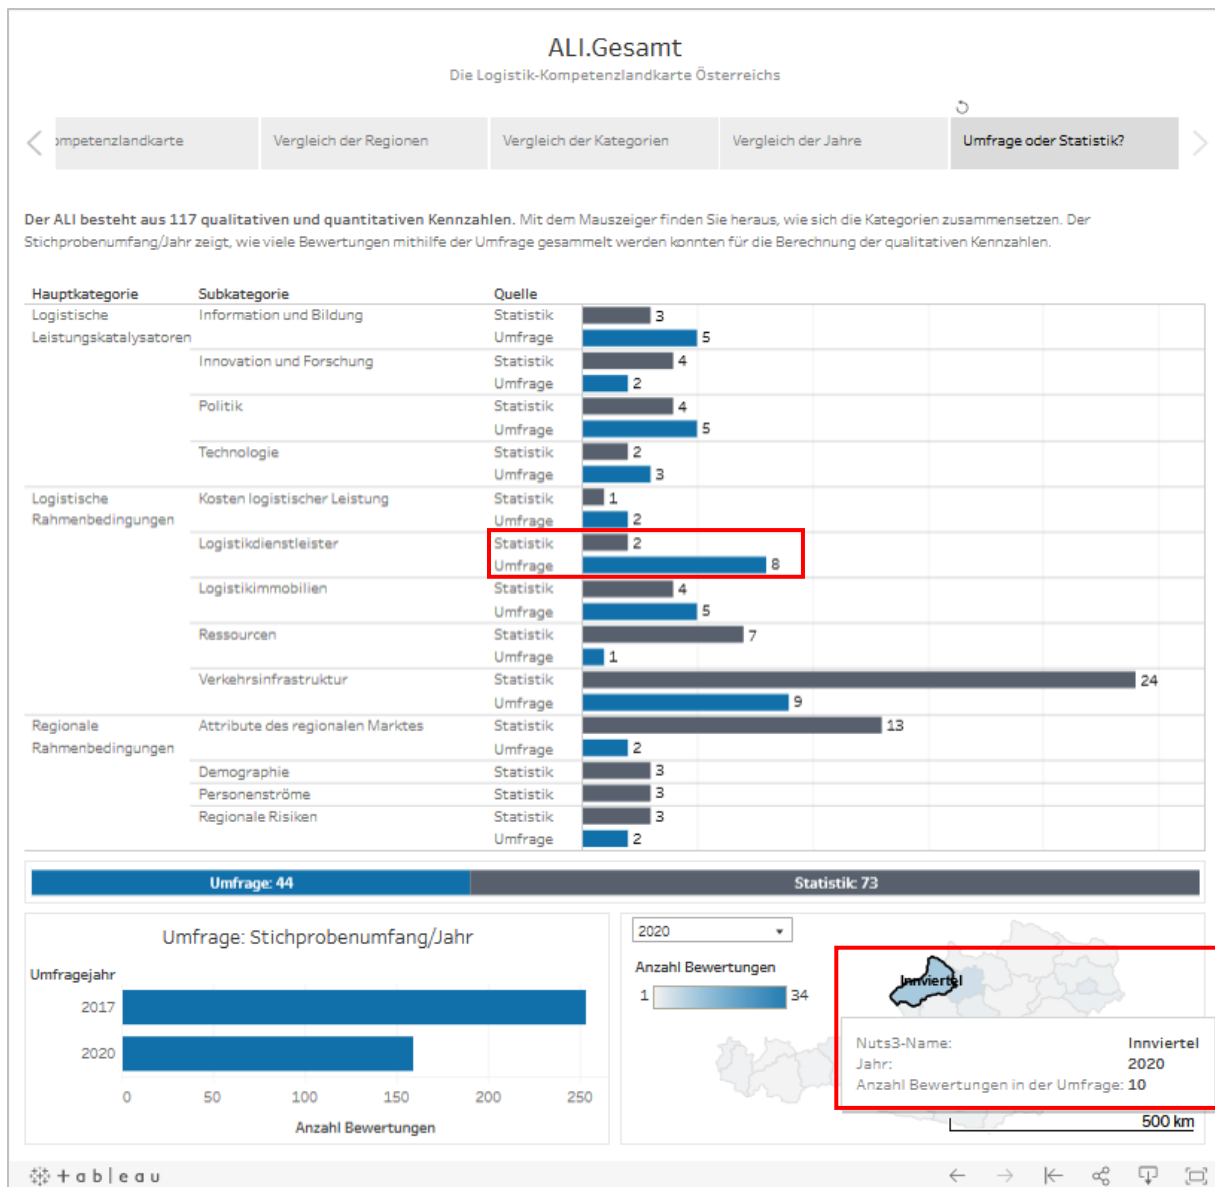 ALI.Gesamt
Die Logistik-Kompetenzlandkarte Österreichs
ompetenzlandkarte
Vergleich der Regionen
Vergleich der Kategorien
Vergleich der Jahre
Umfrage oder Statistik?
Der ALI besteht aus 117 qualitativen und quantitativen Kennzahlen. Mit dem Mauszeiger finden Sie heraus, wie sich die Kategorien zusammensetzen. Der
Stichprobenumfang/Jahr zeigt, wie viele Bewertungen mithilfe der Umfrage gesammelt werden konnten für die Berechnung der qualitativen Kennzahlen.
Hauptkategorie Subkategorie Quelle
Logistische Information und Bildung Statistik 3
Leistungskatalysatoren Umfrage 5
Innovation und Forschung Statistik 4
Umfrage 2
Politik Statistik 4
Umfrage 5
Technologie Statistik 2
Umfrage 3
Logistische Kosten logistischer Leistung Statistik 1
Rahmenbedingungen Umfrage 2
Logistikdienstleister Statistik 2
Umfrage 8
Logistikimmobilien Statistik 4
Umfrage 5
Ressourcen Statistik 7
Umfrage 1
Verkehrsinfrastruktur Statistik 24
Umfrage 9
Regionale Attribute des regionalen Marktes Statistik 13
Rahmenbedingungen Umfrage 2
Demographie Statistik 3
Personenströme Statistik 3
Regionale Risiken Statistik 3
Umfrage 2
Umfrage: 44 Statistik: 73
Umfrage: Stichprobenumfang/Jahr
Umfragejahr
2017
2020
0 50 100 150 200 250
Anzahl Bewertungen
2020
Anzahl Bewertungen
1 34
Innviertel
Nuts3-Name: Innviertel
Jahr: 2020
Anzahl Bewertungen in der Umfrage: 10
500 km
+ableau